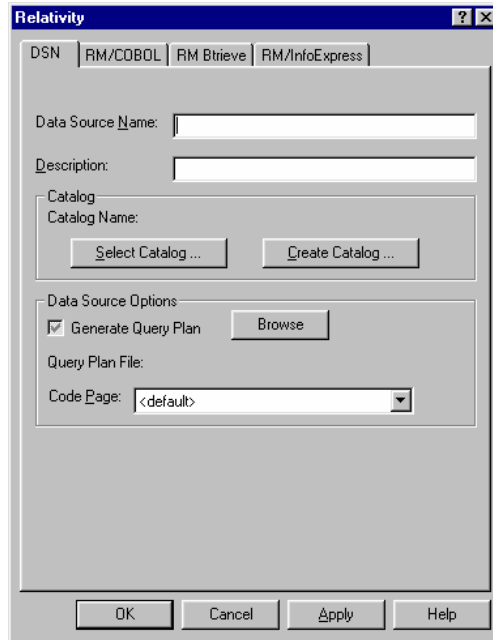 Relativity
DSN RM/COBOL RM Btrieve RM/InfoExpress
Data Source Name:
Description:
Catalog
Catalog Name:
Select Catalog ... Create Catalog ...
Data Source Options
Generate Query Plan Browse
Query Plan File:
Code Page: <default>
OK Cancel Apply Help